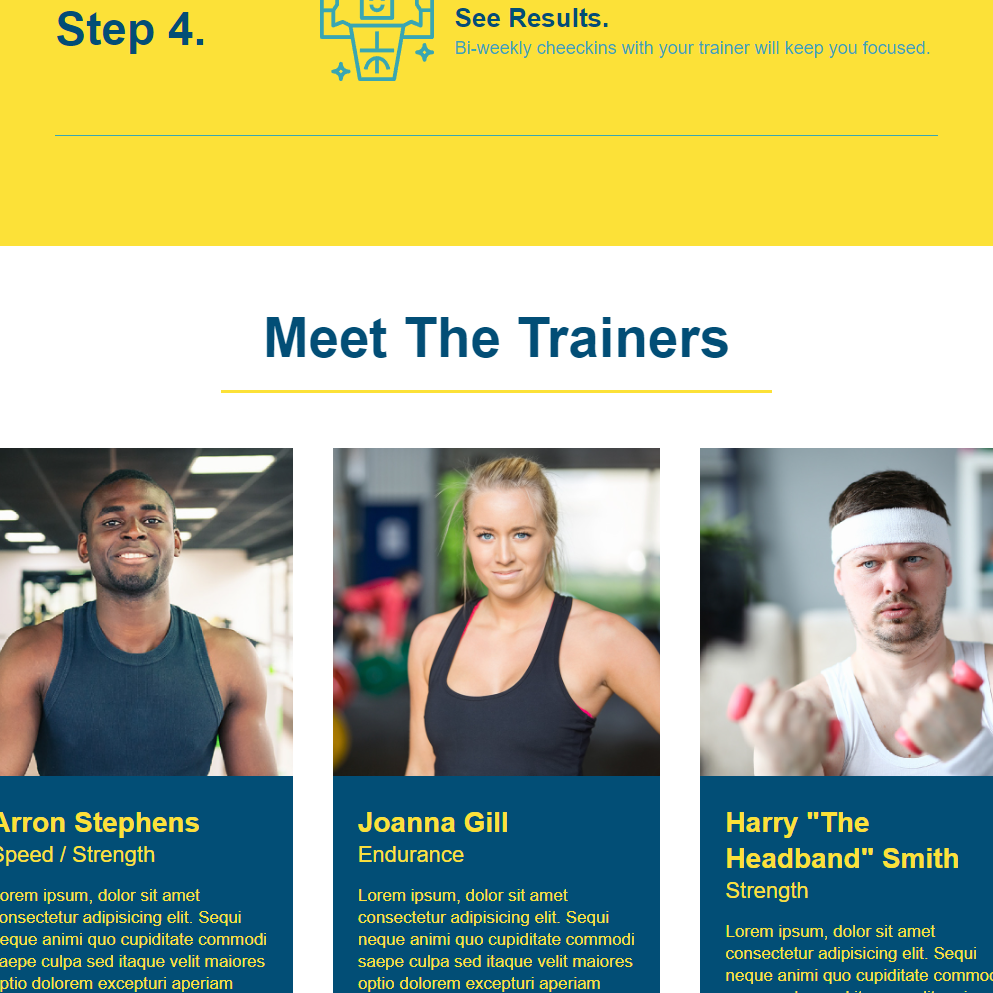 Step 4.
See Results.
Bi-weekly cheeckins with your trainer will keep you focused.
Meet The Trainers
Arron Stephens
Speed / Strength
orem ipsum, dolor sit amet
onsectetur adipisicing elit. Sequi
eque animi quo cupiditate commodi
aepe culpa sed itaque velit maiores
optio dolorem excepturi aperiam
Joanna Gill
Endurance
Lorem ipsum, dolor sit amet
consectetur adipisicing elit. Sequi
neque animi quo cupiditate commodi
saepe culpa sed itaque velit maiores
optio dolorem excepturi aperiam
Harry "The
Headband" Smith
Strength
Lorem ipsum, dolor sit amet
consectetur adipisicing elit. Sequi
neque animi quo cupiditate commod